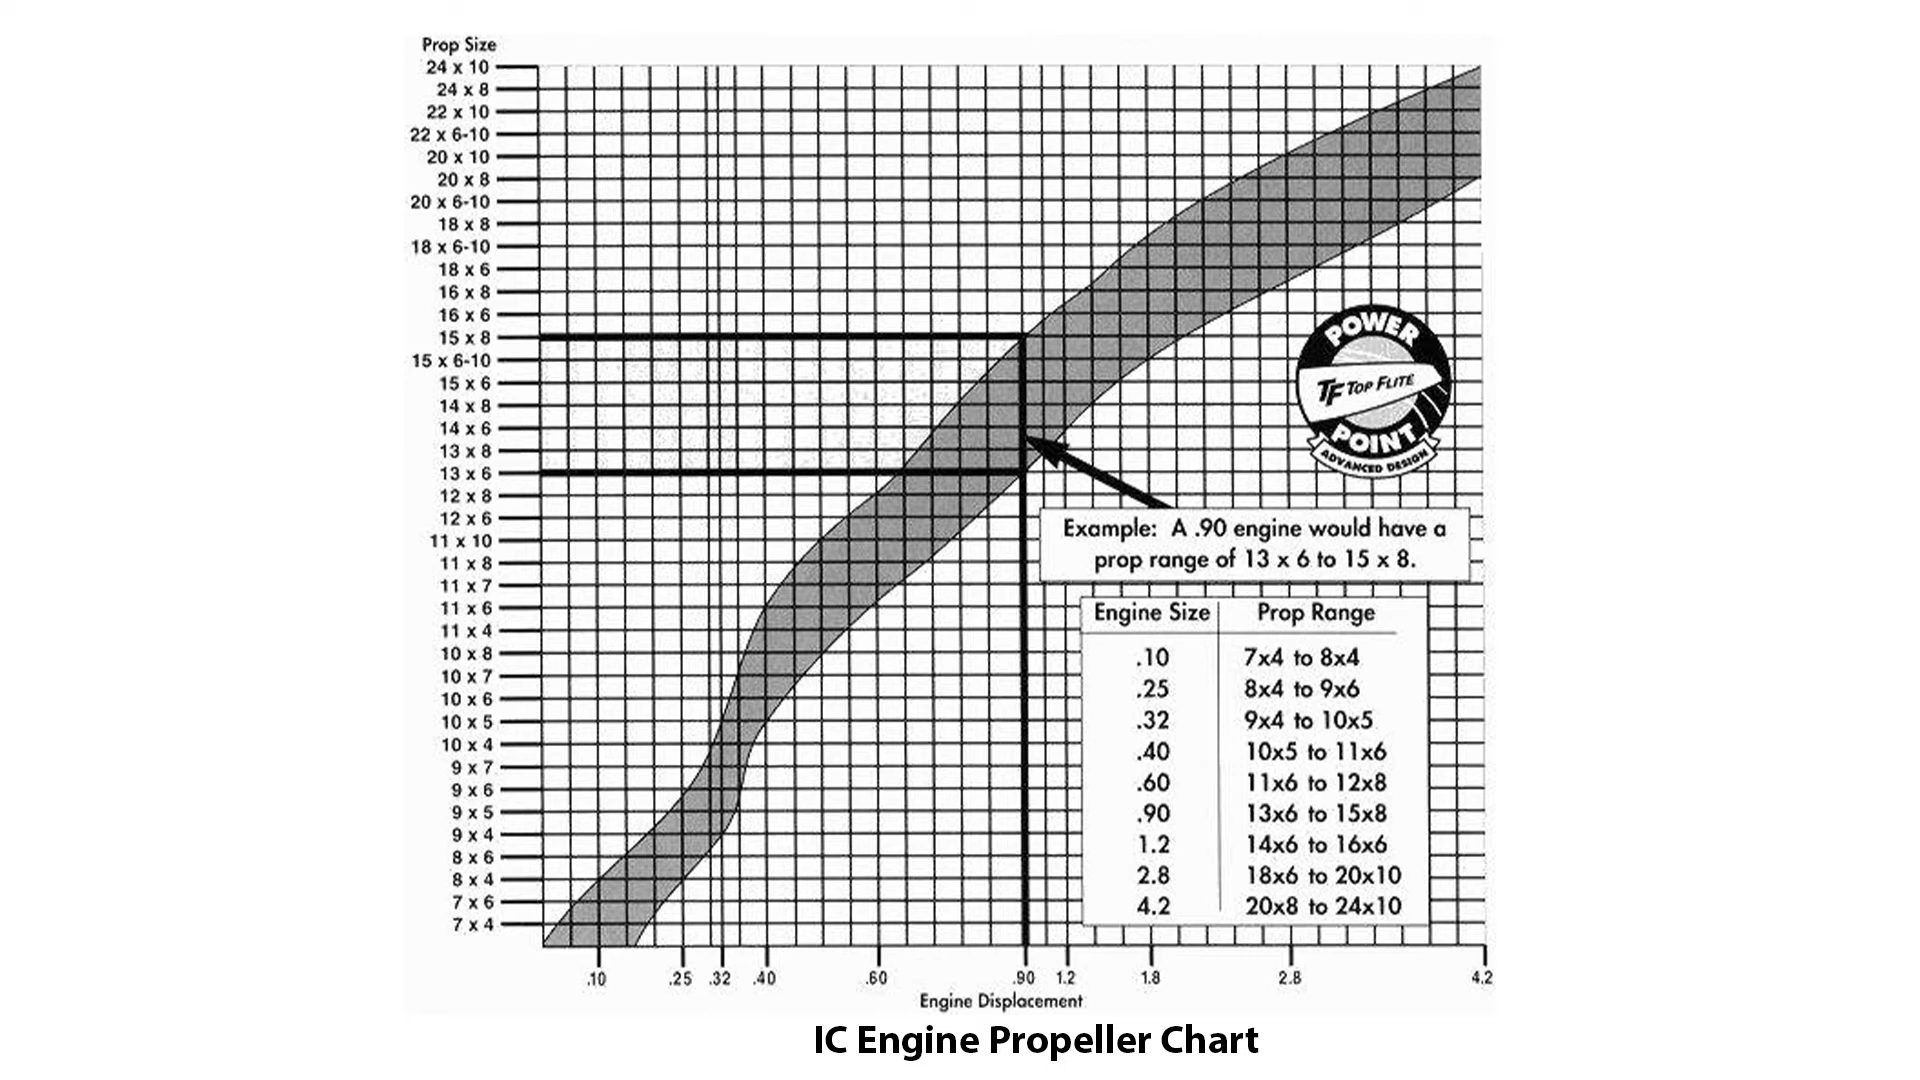 Prop Size
24 x 10
24 x 8
22 x 10
22 x 6-10
20 x 10
20 x 8
20 x 6-10
18 x 8
18 x 6-10
18 x 6
16 x 8
16 x 6
15 x 8
15 x 6-10
15 x 6
14 x 8
14 x 6
13 x 8
13 x 6
12 x 8
12 x 6
11 x 10
11 x 8
11 x 7
11 x 6
11 x 4
10 x 8
10 x 7
10 x 6
10 x 5
10 x 4
9 x 7
9 x 6
9 x 5
9 x 4
8 x 6
8 x 4
7 x 6
7 x 4
POWER
TF TOP FLITE
POINT
ADVANCED DESIGN
Example: A .90 engine would have a
prop range of 13 x 6 to 15 x 8.
Engine Size Prop Range
.10 7x4 to 8x4
.25 8x4 to 9x6
.32 9x4 to 10x5
.40 10x5 to 11x6
.60 11x6 to 12x8
.90 13x6 to 15x8
1.2 14x6 to 16x6
2.8 18x6 to 20x10
4.2 20x8 to 24x10
.10 .25 .32 .40 .60 .90 1.2 1.8 2.8 4.2
Engine Displacement
IC Engine Propeller Chart